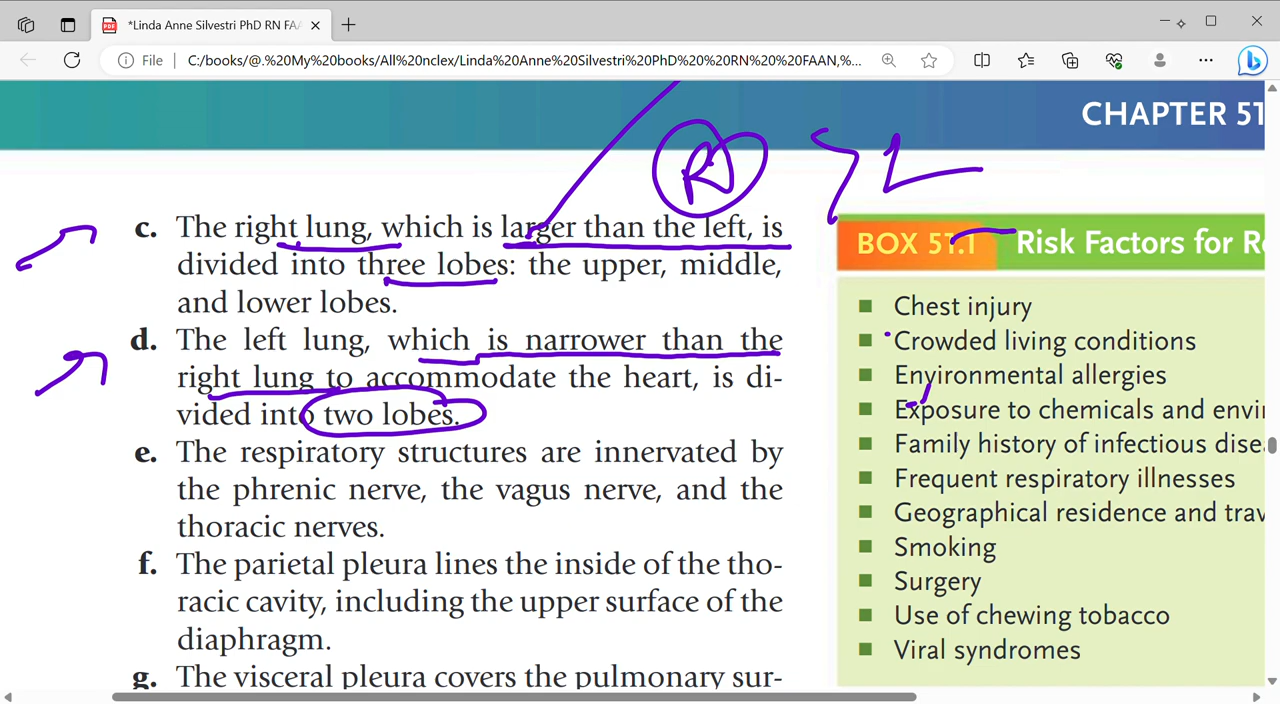 *Linda Anne Silvestri PhD RN FAA
File C:/books/@.%20My%20books/All%20nclex/Linda%20Anne%20Silvestri%20PhD%20RN%20%20FAAN,%...
CHAPTER 51
R > L
c. The right lung, which is larger than the left, is
divided into three lobes: the upper, middle,
and lower lobes.
d. The left lung, which is narrower than the
right lung to accommodate the heart, is di-
vided into two lobes.
e. The respiratory structures are innervated by
the phrenic nerve, the vagus nerve, and the
thoracic nerves.
f. The parietal pleura lines the inside of the tho-
racic cavity, including the upper surface of the
diaphragm.
g. The visceral pleura covers the pulmonary sur-
BOX 51.1 Risk Factors for Re
■ Chest injury
■ Crowded living conditions
■ Environmental allergies
■ Exposure to chemicals and envi
■ Family history of infectious dise
■ Frequent respiratory illnesses
■ Geographical residence and trav
■ Smoking
■ Surgery
■ Use of chewing tobacco
■ Viral syndromes